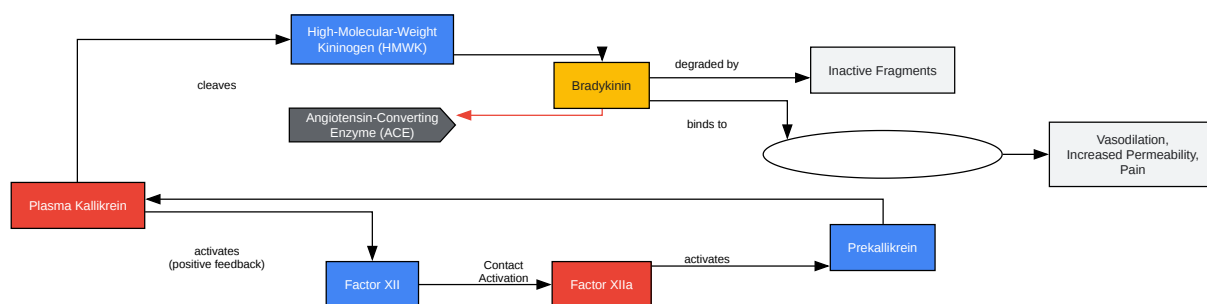 High-Molecular-Weight
Kininogen (HMWK)
cleaves
Bradykinin
degraded by
Inactive Fragments
Angiotensin-Converting
Enzyme (ACE)
binds to
Vasodilation,
Increased Permeability,
Pain
Plasma Kallikrein
activates
(positive feedback)
Factor XII
Contact
Activation
Factor XIIa
activates
Prekallikrein